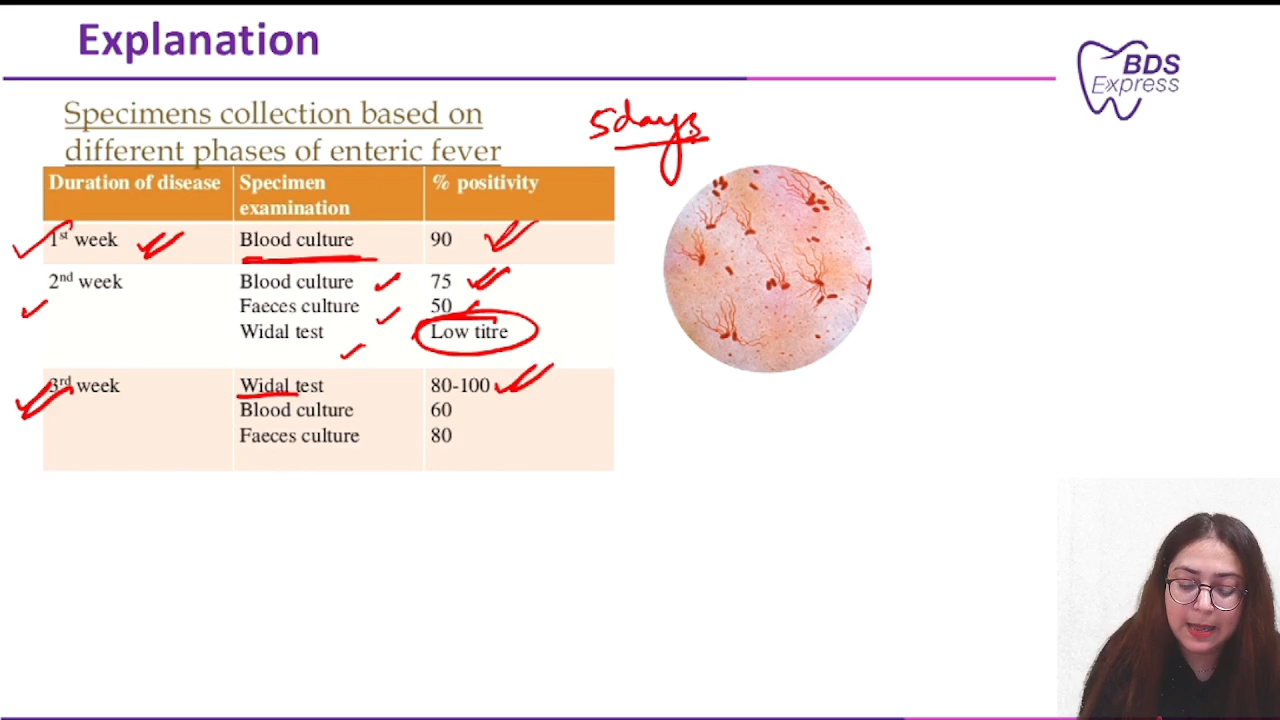 Explanation
BDS
Express
Specimens collection based on
different phases of enteric fever
5 days
Duration of disease
Specimen
examination
% positivity
1st week
Blood culture
90
2nd week
Blood culture
75
Faeces culture
50
Widal test
Low titre
3rd week
Widal test
80-100
Blood culture
60
Faeces culture
80